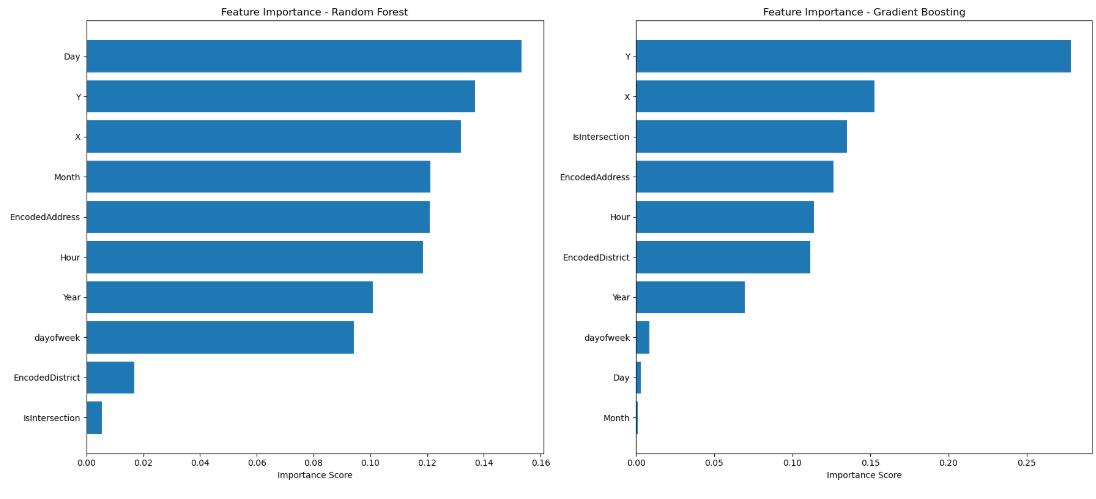 Feature Importance - Random Forest
Day
Y
X
Month
EncodedAddress
Hour
Year
dayofweek
EncodedDistrict
IsIntersection
0.00 0.02 0.04 0.06 0.08 0.10 0.12 0.14 0.16
Importance Score
Feature Importance - Gradient Boosting
Y
X
IsIntersection
EncodedAddress
Hour
EncodedDistrict
Year
dayofweek
Day
Month
0.00 0.05 0.10 0.15 0.20 0.25
Importance Score